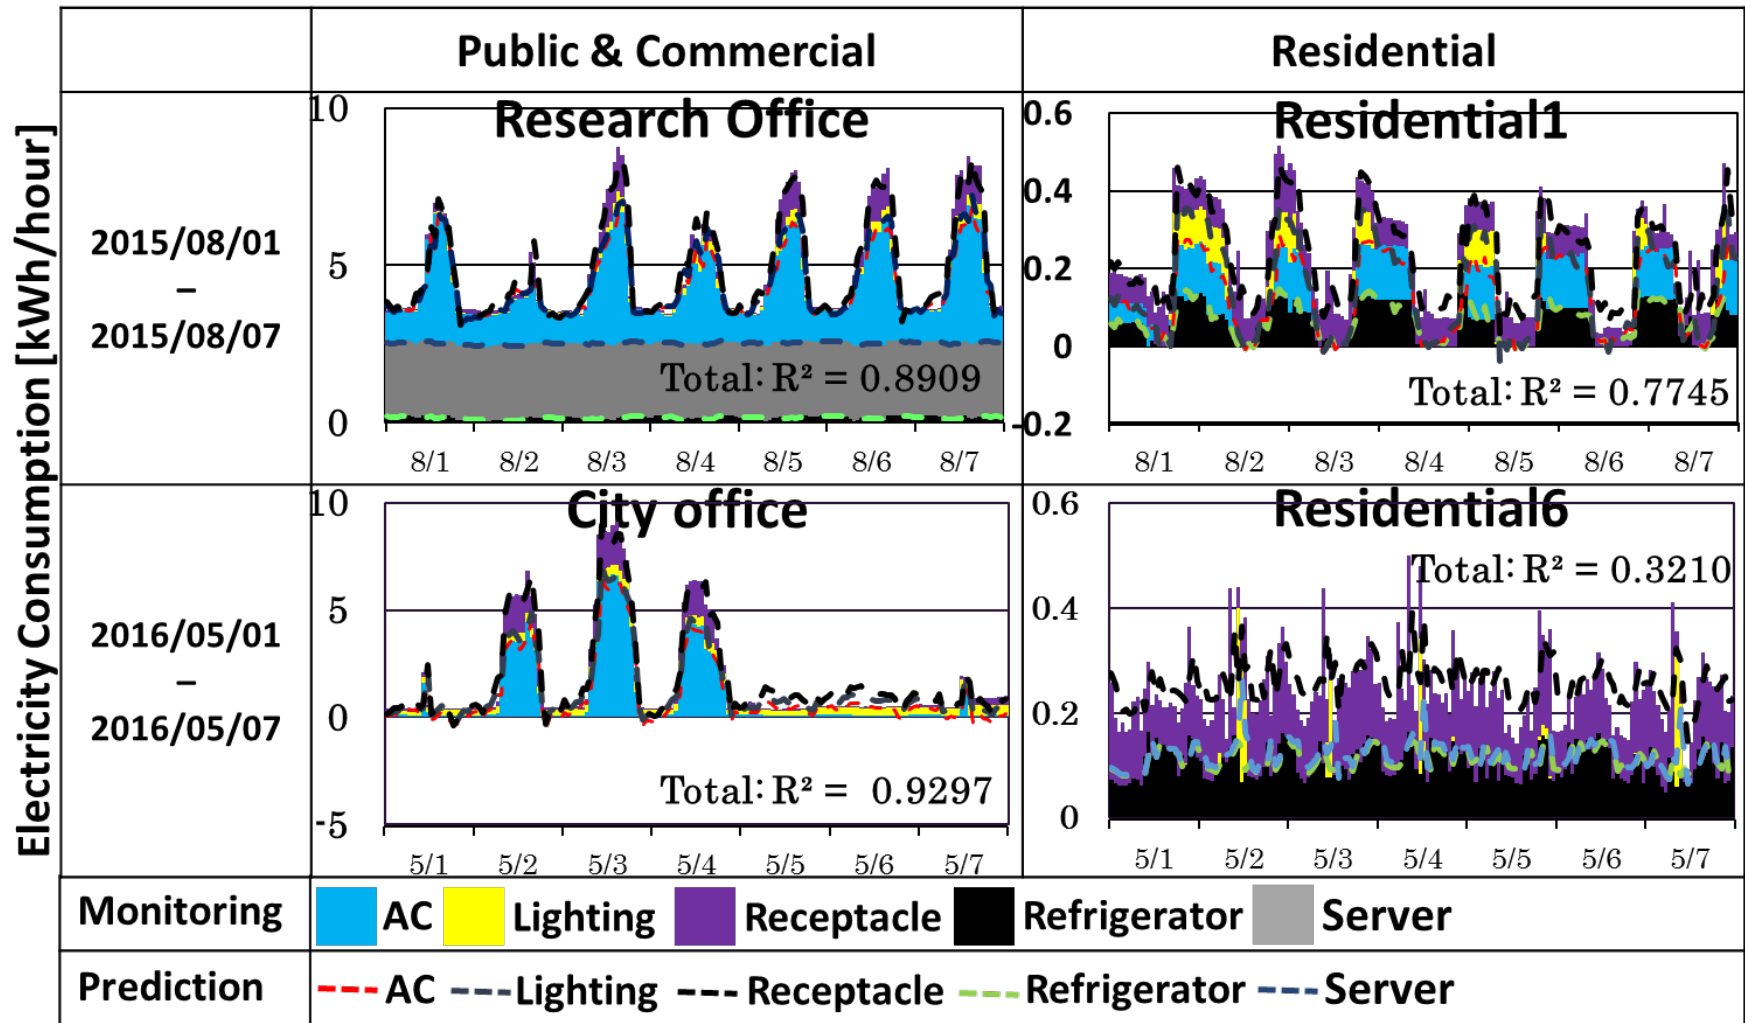 Public & Commercial
Residential
Electricity Consumption [kWh/hour]
2015/08/01
–
2015/08/07
Research Office
10
5
0
Total: R² = 0.8909
8/1 8/2 8/3 8/4 8/5 8/6 8/7
Residential1
0.6
0.4
0.2
0
-0.2
Total: R² = 0.7745
8/1 8/2 8/3 8/4 8/5 8/6 8/7
2016/05/01
–
2016/05/07
City office
10
5
0
-5
Total: R² = 0.9297
5/1 5/2 5/3 5/4 5/5 5/6 5/7
Residential6
0.6
0.4
0.2
0
Total: R² = 0.3210
5/1 5/2 5/3 5/4 5/5 5/6 5/7
Monitoring AC Lighting Receptacle Refrigerator Server
Prediction AC Lighting Receptacle Refrigerator Server